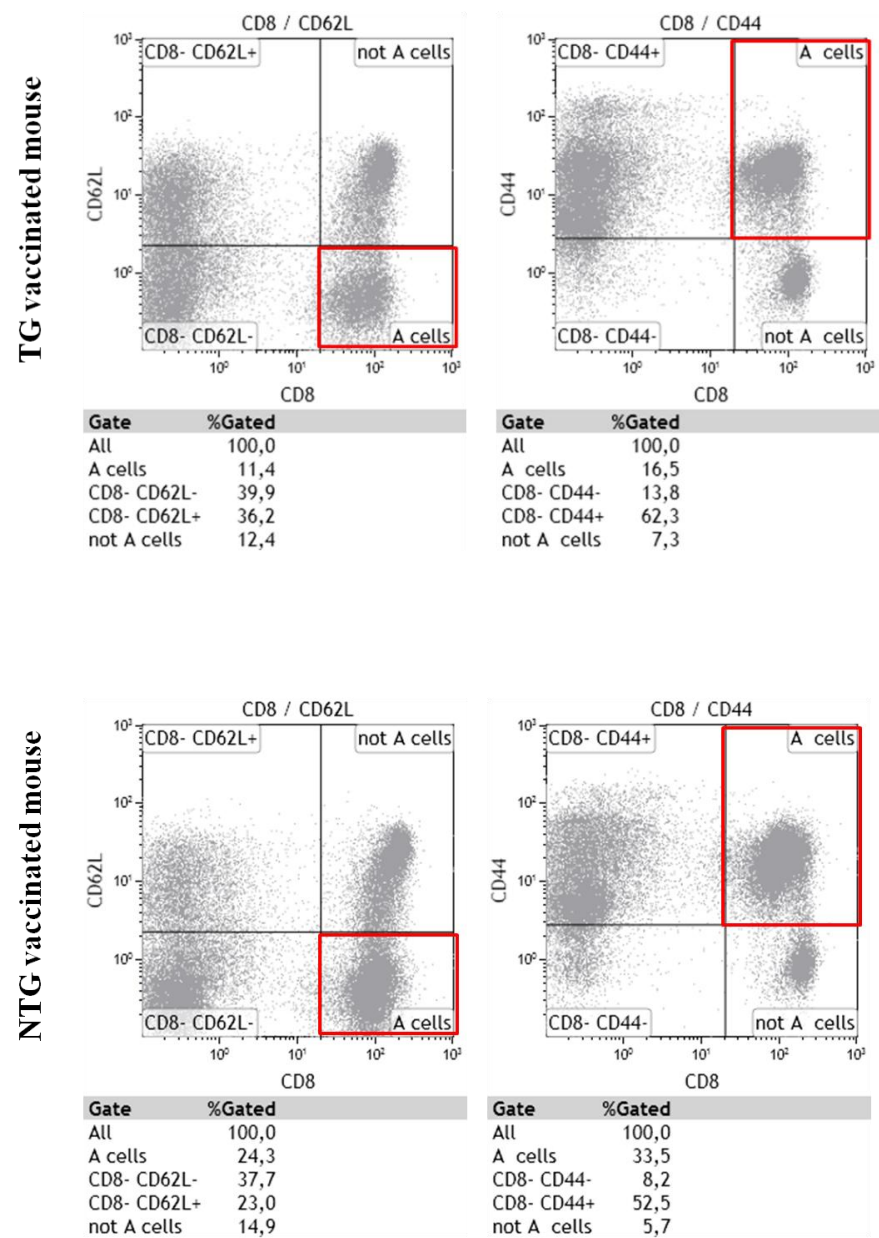 TG vaccinated mouse
CD8 / CD62L
10³
CD8- CD62L+
not A cells
10²
CD62L
10¹
10⁰
CD8- CD62L-
A cells
10⁰ 10¹ 10² 10³
CD8
Gate %Gated
All 100,0
A cells 11,4
CD8- CD62L- 39,9
CD8- CD62L+ 36,2
not A cells 12,4
CD8 / CD44
10³
CD8- CD44+
A cells
10²
CD44
10¹
10⁰
CD8- CD44-
not A cells
10⁰ 10¹ 10² 10³
CD8
Gate %Gated
All 100,0
A cells 16,5
CD8- CD44- 13,8
CD8- CD44+ 62,3
not A cells 7,3
NTG vaccinated mouse
CD8 / CD62L
10³
CD8- CD62L+
not A cells
10²
CD62L
10¹
10⁰
CD8- CD62L-
A cells
10⁰ 10¹ 10² 10³
CD8
Gate %Gated
All 100,0
A cells 24,3
CD8- CD62L- 37,7
CD8- CD62L+ 23,0
not A cells 14,9
CD8 / CD44
10³
CD8- CD44+
A cells
10²
CD44
10¹
10⁰
CD8- CD44-
not A cells
10⁰ 10¹ 10² 10³
CD8
Gate %Gated
All 100,0
A cells 33,5
CD8- CD44- 8,2
CD8- CD44+ 52,5
not A cells 5,7